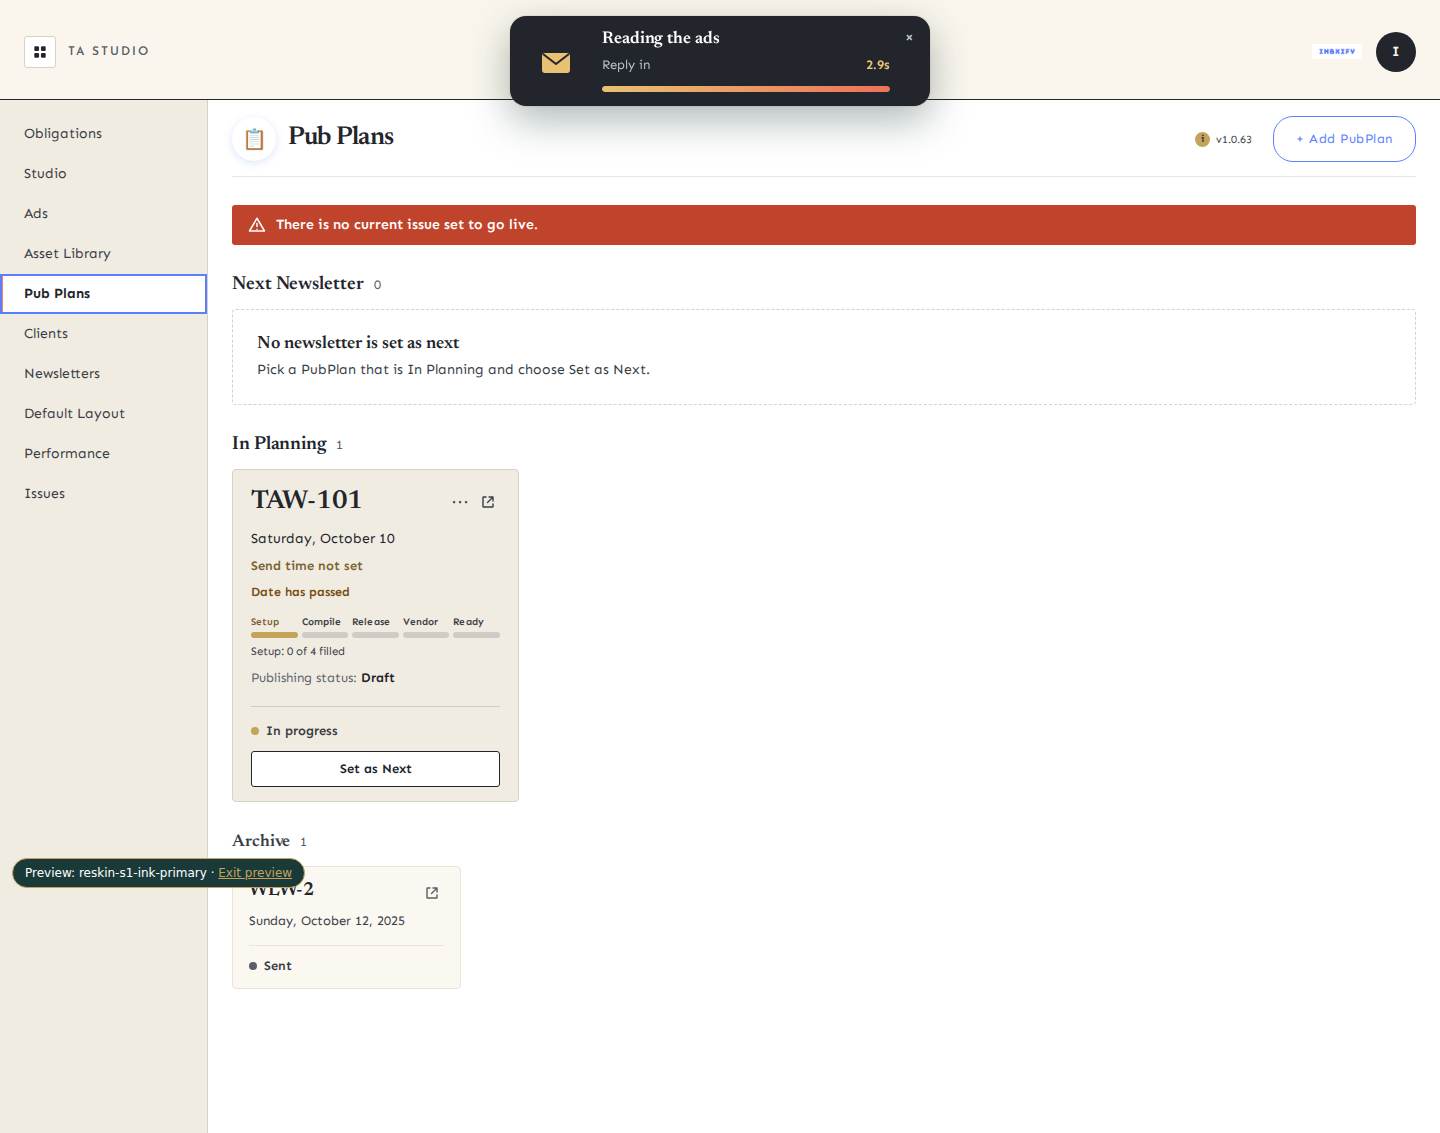 TA STUDIO
Reading the ads
×
Reply in
2.9s
INBXIFY
I
Obligations
Studio
Ads
Asset Library
Pub Plans
Clients
Newsletters
Default Layout
Performance
Issues
Pub Plans
v1.0.63
+ Add PubPlan
There is no current issue set to go live.
Next Newsletter 0
No newsletter is set as next
Pick a PubPlan that is In Planning and choose Set as Next.
In Planning 1
TAW-101
Saturday, October 10
Send time not set
Date has passed
Setup Compile Release Vendor Ready
Setup: 0 of 4 filled
Publishing status: Draft
In progress
Set as Next
Archive 1
Preview: reskin-s1-ink-primary · Exit preview
WLW-2
Sunday, October 12, 2025
Sent